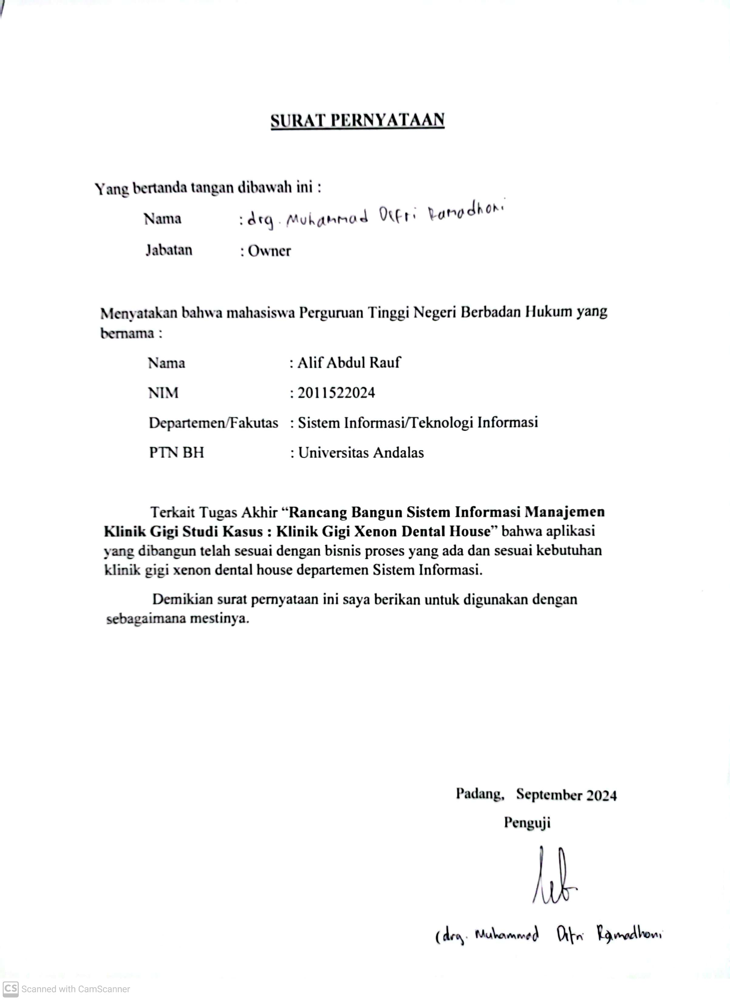 SURAT PERNYATAAN
Yang bertanda tangan dibawah ini :
Nama : drg. Muhammad Difri Ramadhoni
Jabatan : Owner
Menyatakan bahwa mahasiswa Perguruan Tinggi Negeri Berbadan Hukum yang
bernama :
Nama : Alif Abdul Rauf
NIM : 2011522024
Departemen/Fakutas : Sistem Informasi/Teknologi Informasi
PTN BH : Universitas Andalas
Terkait Tugas Akhir “Rancang Bangun Sistem Informasi Manajemen
Klinik Gigi Studi Kasus : Klinik Gigi Xenon Dental House” bahwa aplikasi
yang dibangun telah sesuai dengan bisnis proses yang ada dan sesuai kebutuhan
klinik gigi xenon dental house departemen Sistem Informasi.
Demikian surat pernyataan ini saya berikan untuk digunakan dengan
sebagaimana mestinya.
Padang, September 2024
Penguji
(drg. Muhammad Difri Ramadhoni
CS Scanned with CamScanner